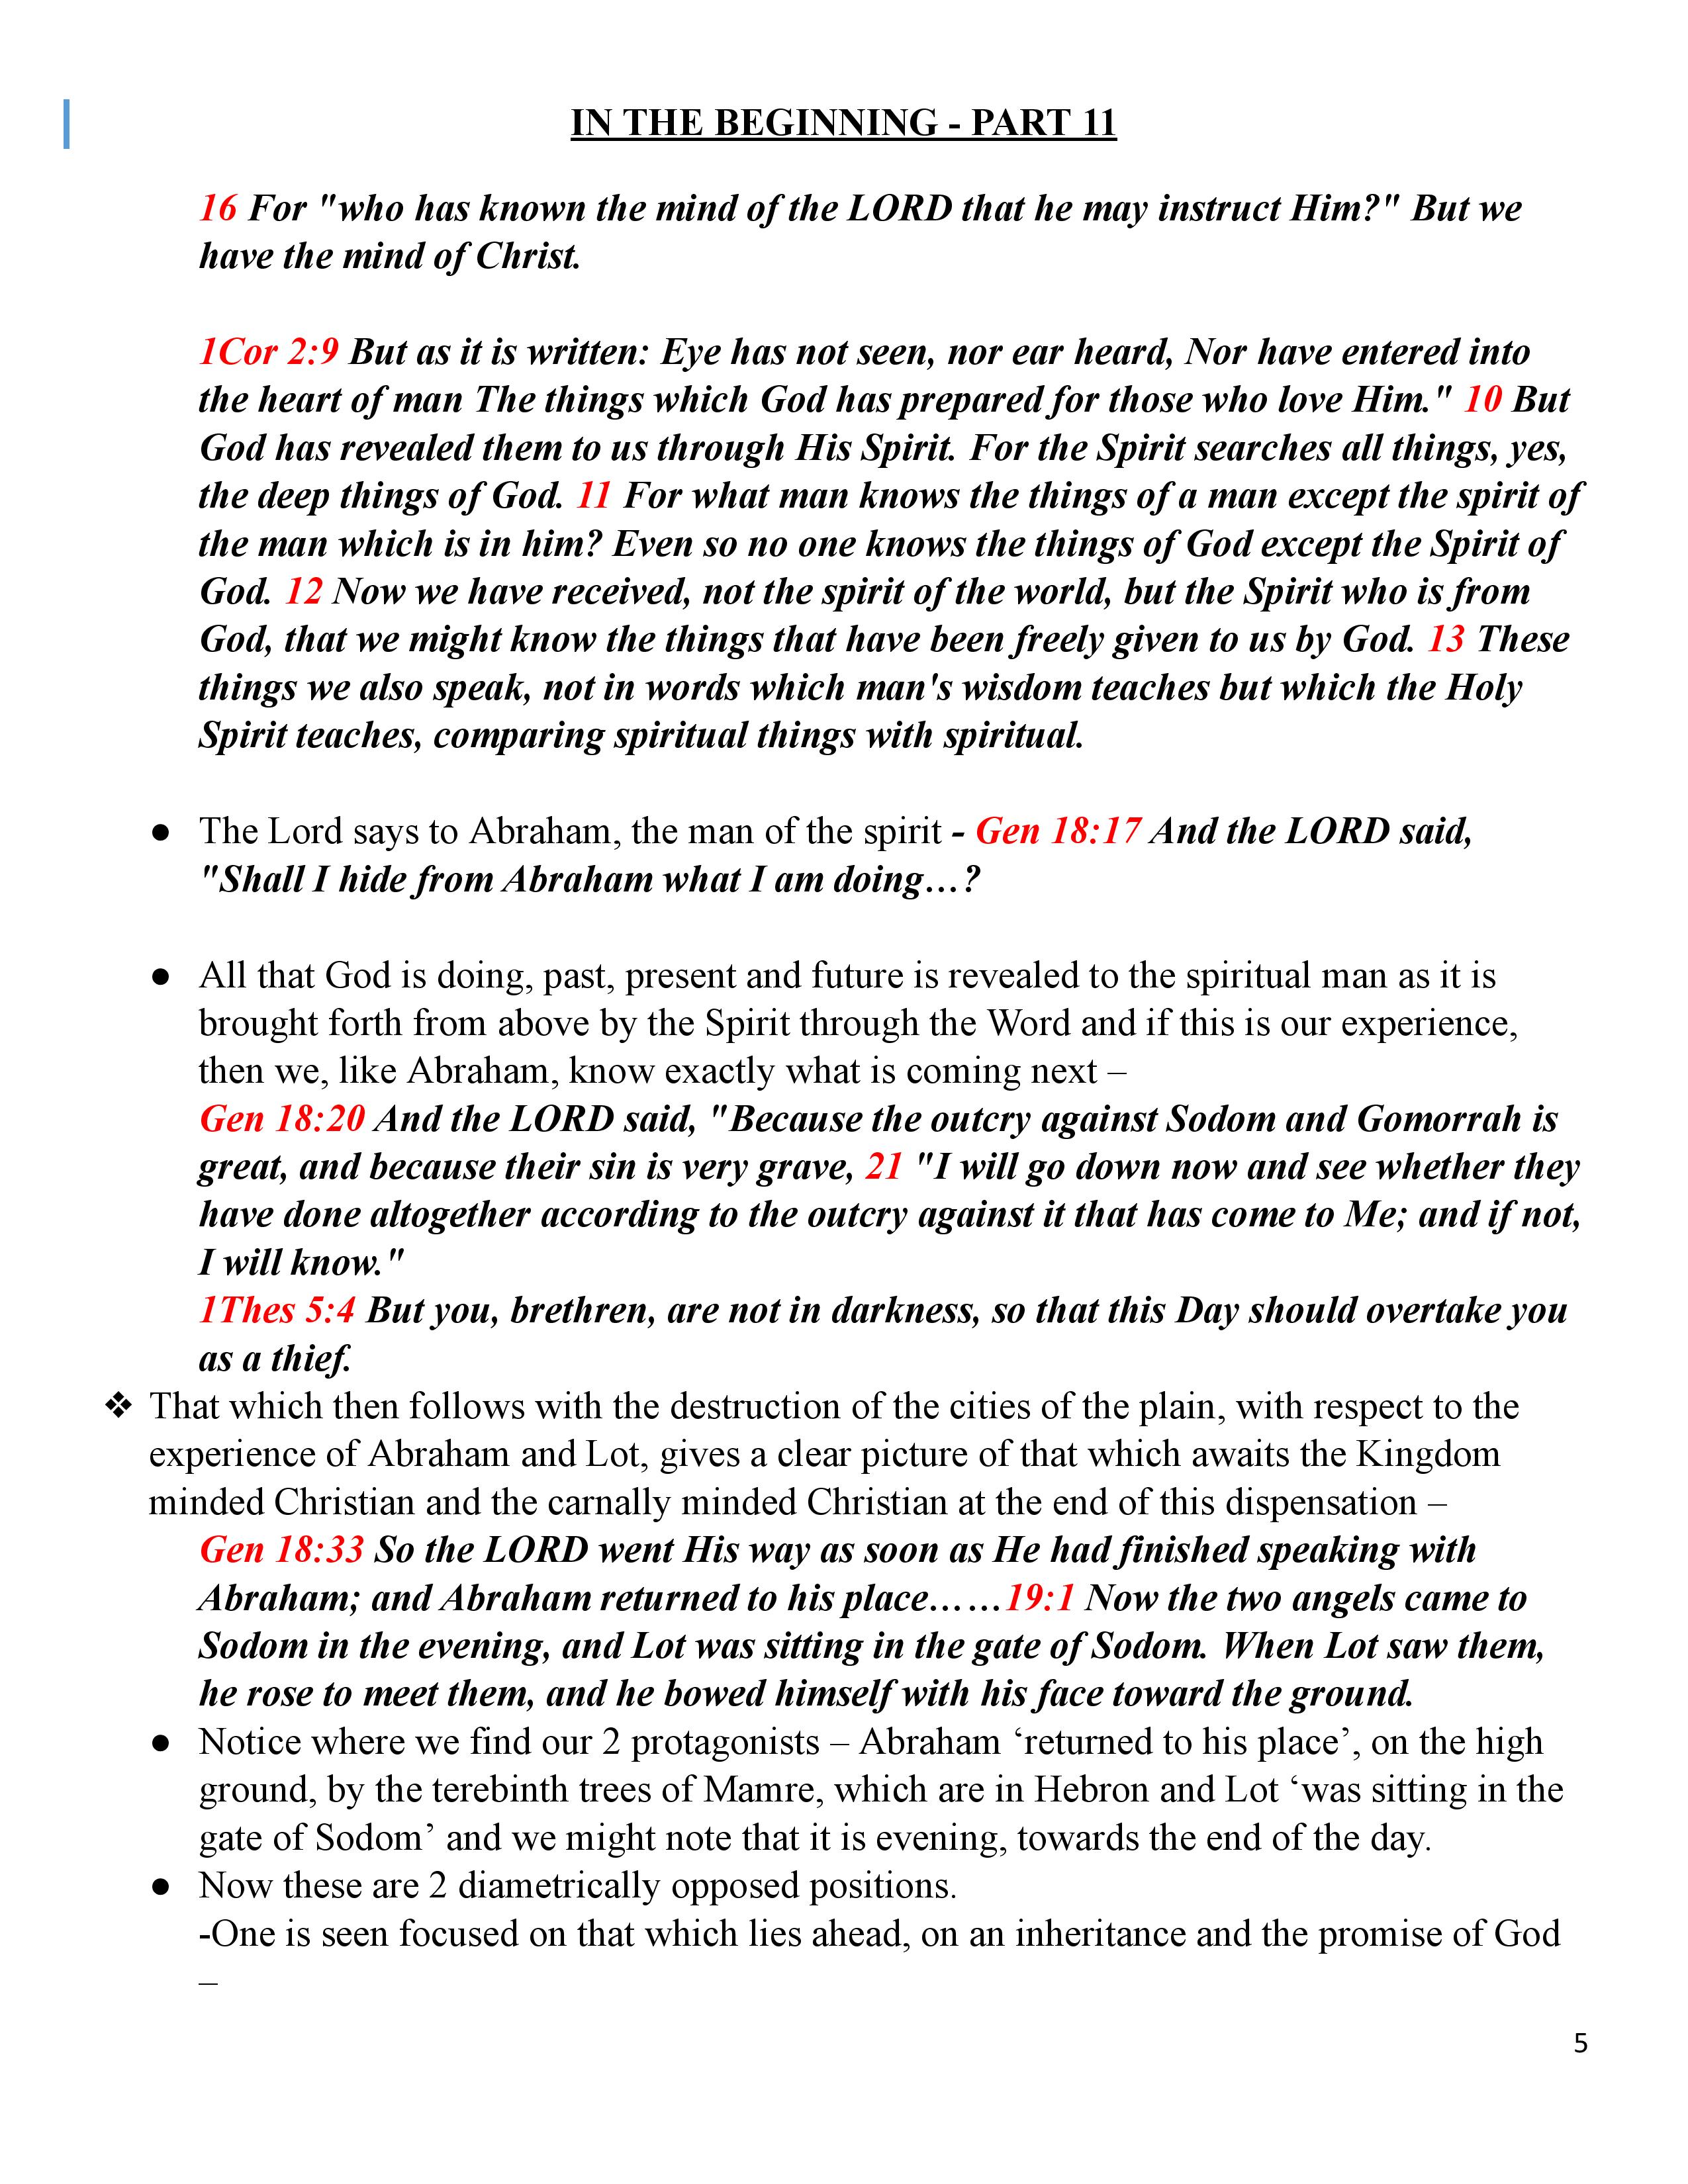 IN THE BEGINNING - PART 11
16 For "who has known the mind of the LORD that he may instruct Him?" But we
have the mind of Christ.
1Cor 2:9 But as it is written: Eye has not seen, nor ear heard, Nor have entered into
the heart of man The things which God has prepared for those who love Him." 10 But
God has revealed them to us through His Spirit. For the Spirit searches all things, yes,
the deep things of God. 11 For what man knows the things of a man except the spirit of
the man which is in him? Even so no one knows the things of God except the Spirit of
God. 12 Now we have received, not the spirit of the world, but the Spirit who is from
God, that we might know the things that have been freely given to us by God. 13 These
things we also speak, not in words which man's wisdom teaches but which the Holy
Spirit teaches, comparing spiritual things with spiritual.
● The Lord says to Abraham, the man of the spirit - Gen 18:17 And the LORD said,
"Shall I hide from Abraham what I am doing…?
● All that God is doing, past, present and future is revealed to the spiritual man as it is
brought forth from above by the Spirit through the Word and if this is our experience,
then we, like Abraham, know exactly what is coming next –
Gen 18:20 And the LORD said, "Because the outcry against Sodom and Gomorrah is
great, and because their sin is very grave, 21 "I will go down now and see whether they
have done altogether according to the outcry against it that has come to Me; and if not,
I will know."
1Thes 5:4 But you, brethren, are not in darkness, so that this Day should overtake you
as a thief.
❖ That which then follows with the destruction of the cities of the plain, with respect to the
experience of Abraham and Lot, gives a clear picture of that which awaits the Kingdom
minded Christian and the carnally minded Christian at the end of this dispensation –
Gen 18:33 So the LORD went His way as soon as He had finished speaking with
Abraham; and Abraham returned to his place……19:1 Now the two angels came to
Sodom in the evening, and Lot was sitting in the gate of Sodom. When Lot saw them,
he rose to meet them, and he bowed himself with his face toward the ground.
● Notice where we find our 2 protagonists – Abraham ‘returned to his place’, on the high
ground, by the terebinth trees of Mamre, which are in Hebron and Lot ‘was sitting in the
gate of Sodom’ and we might note that it is evening, towards the end of the day.
● Now these are 2 diametrically opposed positions.
-One is seen focused on that which lies ahead, on an inheritance and the promise of God
–
5